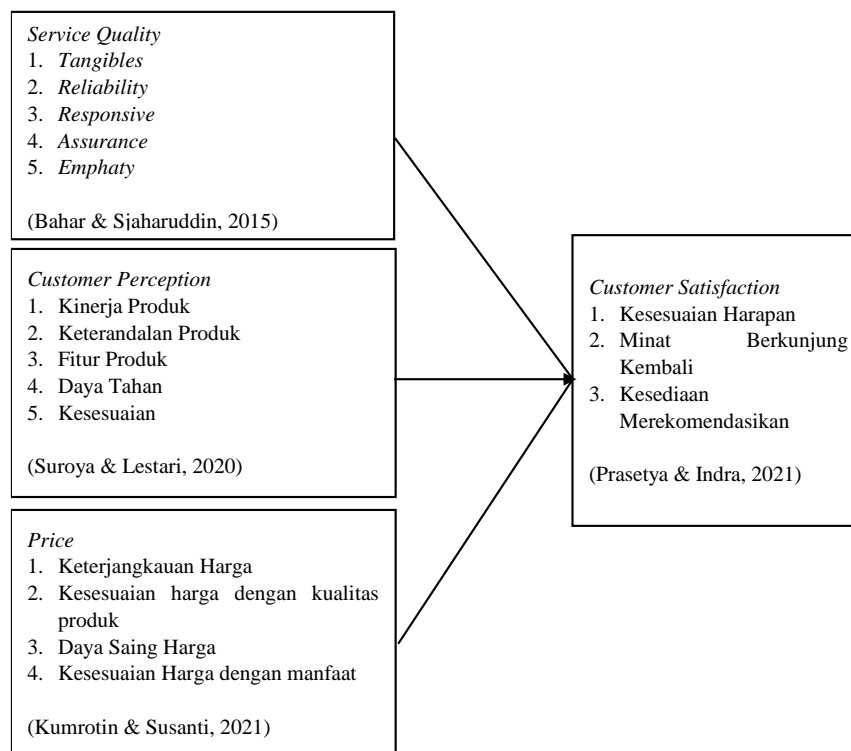 Service Quality
1. Tangibles
2. Reliability
3. Responsive
4. Assurance
5. Emphaty
(Bahar & Sjaharuddin, 2015)
Customer Perception
1. Kinerja Produk
2. Keterandalan Produk
3. Fitur Produk
4. Daya Tahan
5. Kesesuaian
(Suroya & Lestari, 2020)
Price
1. Keterjangkauan Harga
2. Kesesuaian harga dengan kualitas
produk
3. Daya Saing Harga
4. Kesesuaian Harga dengan manfaat
(Kumrotin & Susanti, 2021)
Customer Satisfaction
1. Kesesuaian Harapan
2. Minat Berkunjung
Kembali
3. Kesediaan
Merekomendasikan
(Prasetya & Indra, 2021)